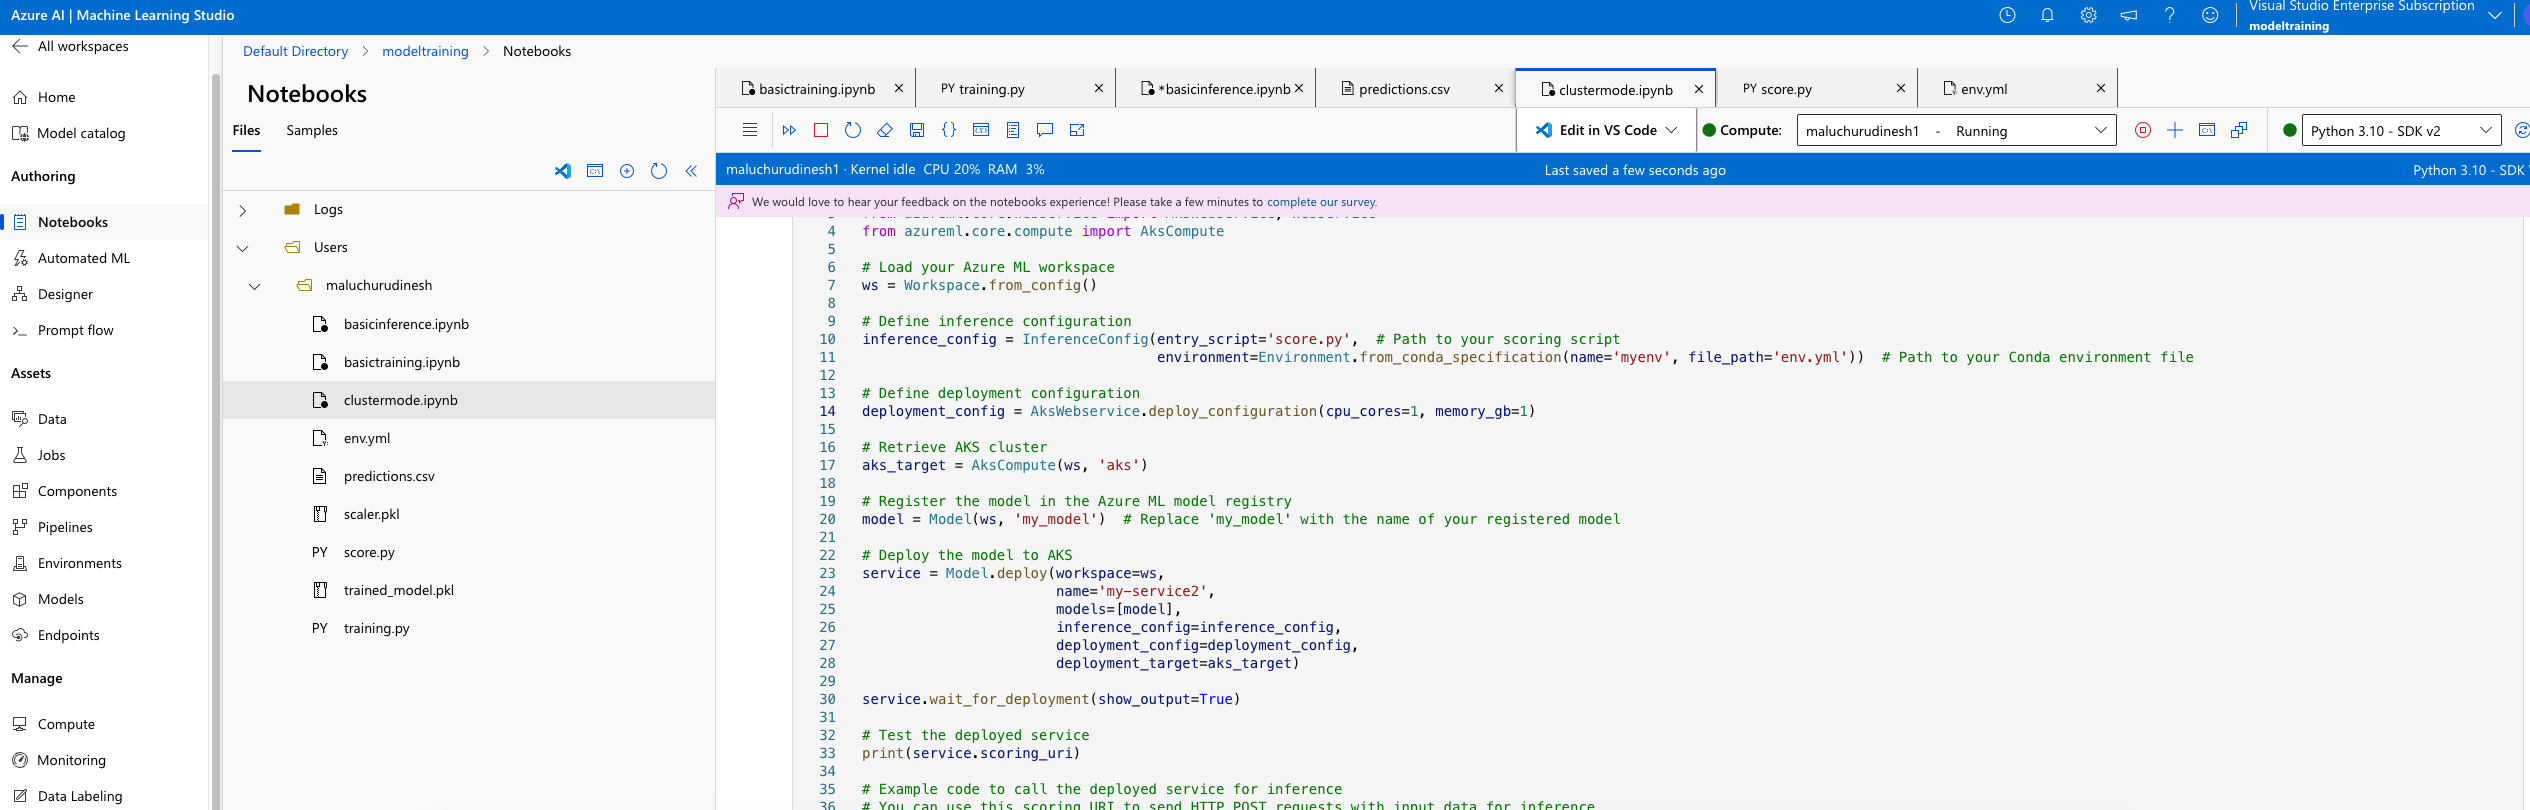 Azure AI | Machine Learning Studio
Visual Studio Enterprise Subscription
modeltraining
All workspaces
Home
Model catalog
Authoring
Notebooks
Automated ML
Designer
Prompt flow
Assets
Data
Jobs
Components
Pipelines
Environments
Models
Endpoints
Manage
Compute
Monitoring
Data Labeling
Default Directory > modeltraining > Notebooks
Notebooks
Files Samples
Logs
Users
maluchurudinesh
basicinference.ipynb
basictraining.ipynb
clustermode.ipynb
env.yml
predictions.csv
scaler.pkl
PY score.py
trained_model.pkl
PY training.py
basictraining.ipynb PY training.py *basicinference.ipynb predictions.csv clustermode.ipynb PY score.py env.yml
Edit in VS Code Compute: maluchurudinesh1 - Running Python 3.10 - SDK v2
maluchurudinesh1 · Kernel idle CPU 20% RAM 3% Last saved a few seconds ago Python 3.10 - SDK
We would love to hear your feedback on the notebooks experience! Please take a few minutes to complete our survey.
4 from azureml.core.compute import AksCompute
5
6 # Load your Azure ML workspace
7 ws = Workspace.from_config()
8
9 # Define inference configuration
10 inference_config = InferenceConfig(entry_script='score.py', # Path to your scoring script
11 environment=Environment.from_conda_specification(name='myenv', file_path='env.yml')) # Path to your Conda environment file
12
13 # Define deployment configuration
14 deployment_config = AksWebservice.deploy_configuration(cpu_cores=1, memory_gb=1)
15
16 # Retrieve AKS cluster
17 aks_target = AksCompute(ws, 'aks')
18
19 # Register the model in the Azure ML model registry
20 model = Model(ws, 'my_model') # Replace 'my_model' with the name of your registered model
21
22 # Deploy the model to AKS
23 service = Model.deploy(workspace=ws,
24 name='my-service2',
25 models=[model],
26 inference_config=inference_config,
27 deployment_config=deployment_config,
28 deployment_target=aks_target)
29
30 service.wait_for_deployment(show_output=True)
31
32 # Test the deployed service
33 print(service.scoring_uri)
34
35 # Example code to call the deployed service for inference
36 # You can use this scoring URI to send HTTP POST requests with input data for inference